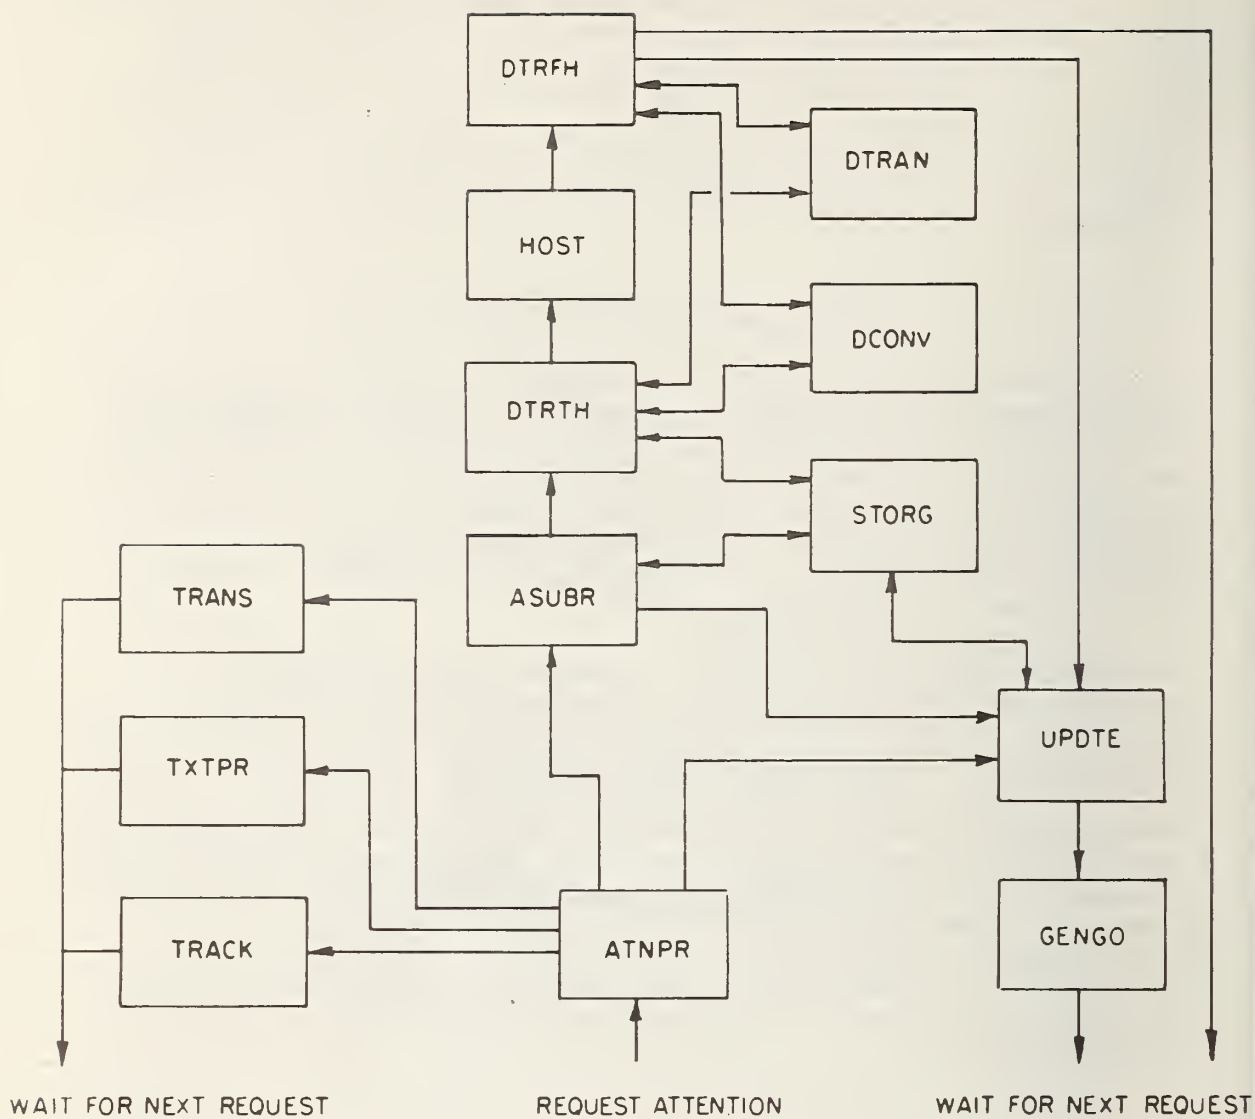 DTRFH
DTRAN
HOST
DCONV
DTRTH
STORG
TRANS
ASUBR
UPDTE
TXTPR
TRACK
ATNPR
GENGO
WAIT FOR NEXT REQUEST
REQUEST ATTENTION
WAIT FOR NEXT REQUEST